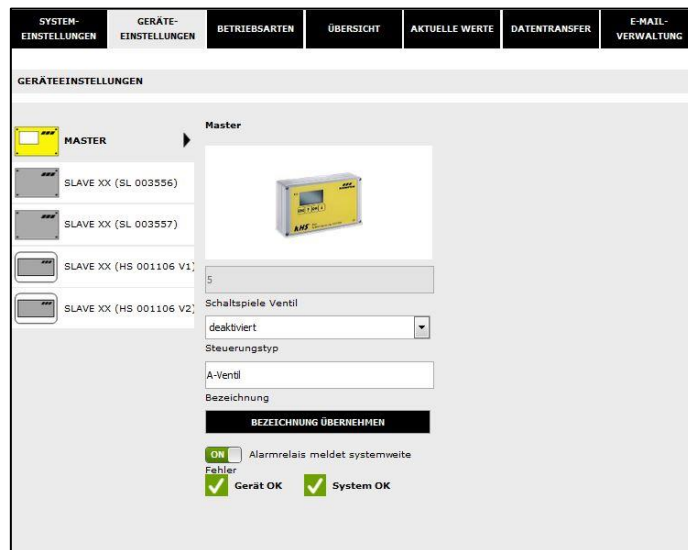 SYSTEM-
EINSTELLUNGEN
GERÄTE-
EINSTELLUNGEN
BETRIEBSARTEN
ÜBERSICHT
AKTUELLE WERTE
DATENTRANSFER
E-MAIL-
VERWALTUNG
GERÄTEEINSTELLUNGEN
MASTER
SLAVE XX (SL 003556)
SLAVE XX (SL 003557)
SLAVE XX (HS 001106 V1)
SLAVE XX (HS 001106 V2)
Master
AHS
5
Schaltspiele Ventil
deaktiviert
Steuerungstyp
A-Ventil
Bezeichnung
BEZEICHNUNG ÜBERNEHMEN
ON Alarmrelais meldet systemweite
Fehler
Gerät OK System OK